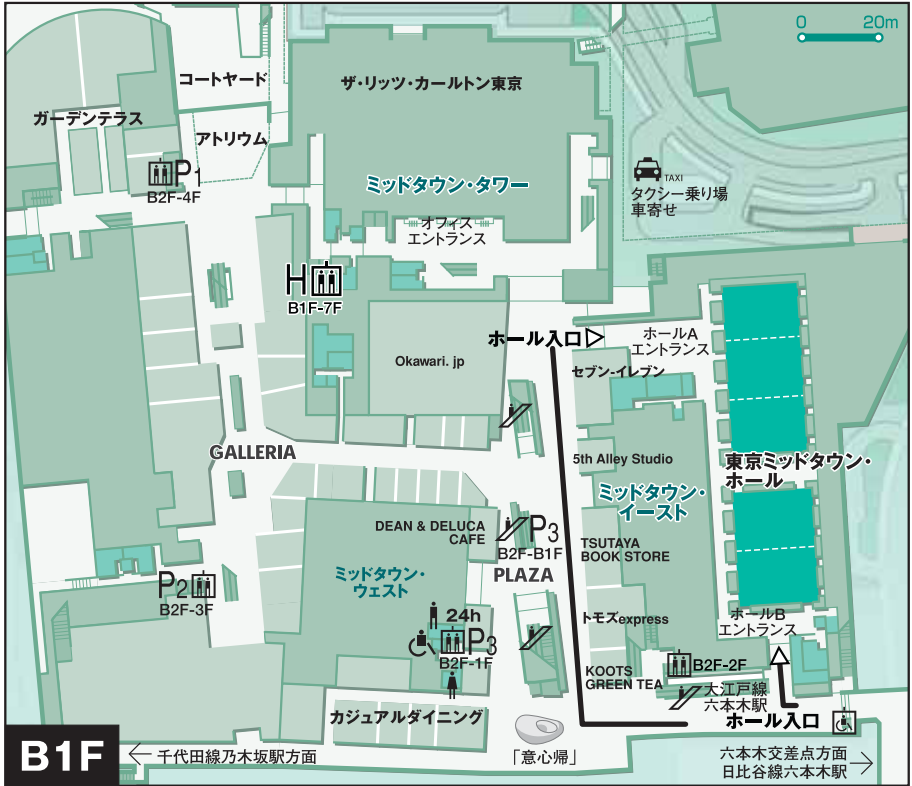 0 20m
コートヤード
ザ・リッツ・カールトン東京
ガーデンテラス
アトリウム
P1
B2F-4F
ミッドタウン・タワー
TAXI
タクシー乗り場
車寄せ
オフィス
エントランス
H
B1F-7F
ホール入口
ホールA
エントランス
Okawari. jp
セブン-イレブン
GALLERIA
5th Alley Studio
東京ミッドタウン・
ホール
ミッドタウン・
イースト
DEAN & DELUCA
CAFE
P3
B2F-B1F
TSUTAYA
BOOK STORE
PLAZA
ミッドタウン・
ウェスト
P2
B2F-3F
24h
P3
B2F-1F
トモズexpress
ホールB
エントランス
KOOTS
GREEN TEA
B2F-2F
大江戸線
六本木駅
カジュアルダイニング
ホール入口
「意心帰」
B1F
千代田線乃木坂駅方面
六本木交差点方面
日比谷線六本木駅